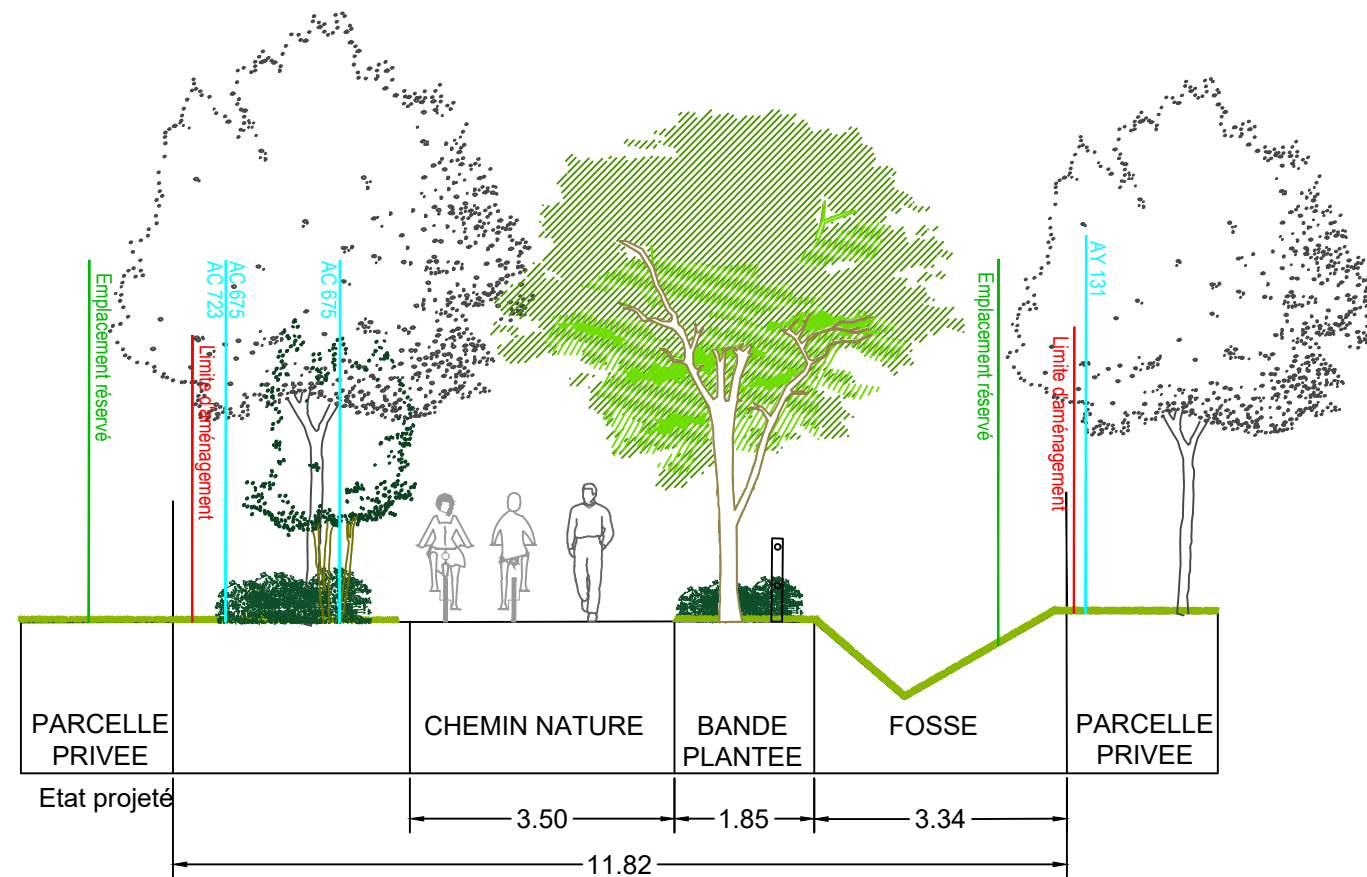 Emplacement réservé
Limite d'aménagement
AC 675
AC 723
AC 675
Emplacement réservé
Limite d'aménagement
AY 131
PARCELLE
PRIVEE
CHEMIN NATURE
BANDE
PLANTEE
FOSSE
PARCELLE
PRIVEE
Etat projeté
3.50
1.85
3.34
11.82